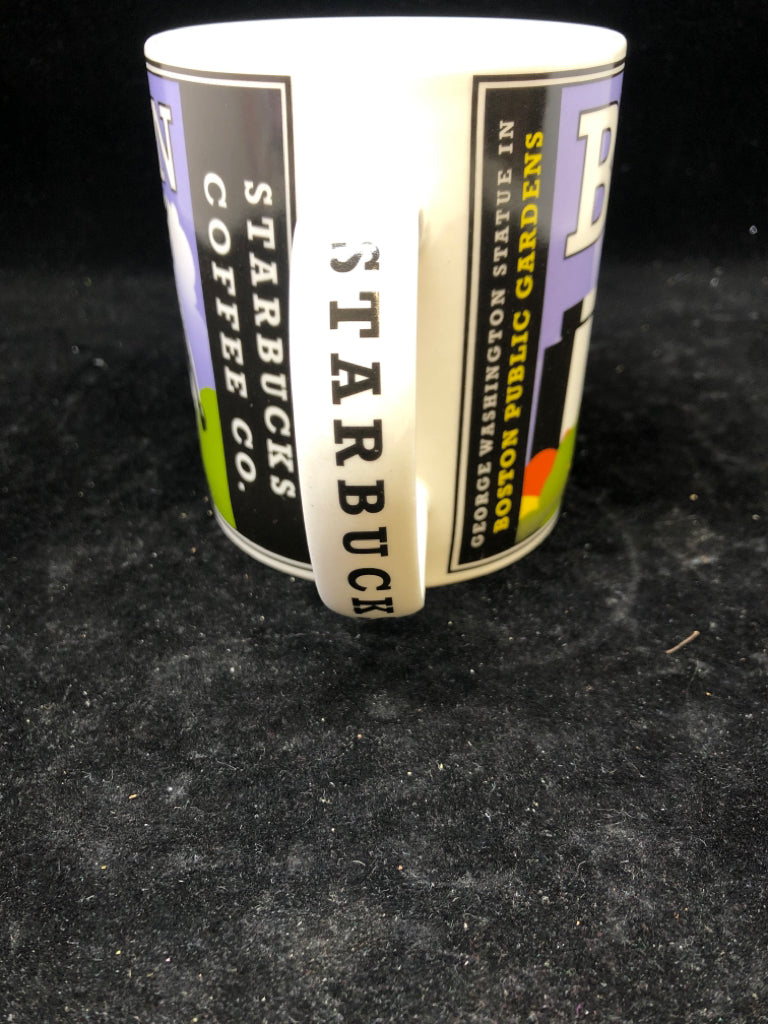 N
STARBUCKS
COFFEE CO.
STARBUCKS
GEORGE WASHINGTON STATUE IN
BOSTON PUBLIC GARDENS
B